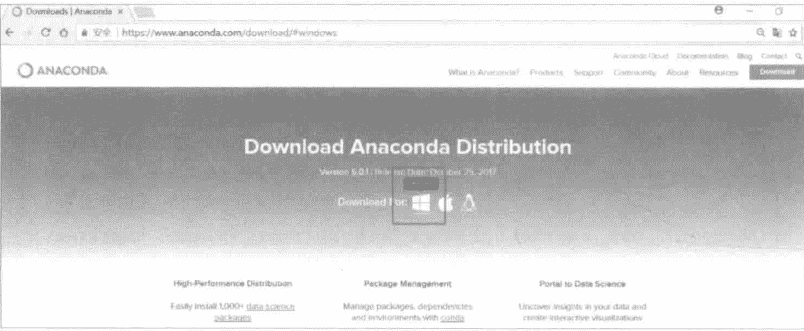 Downloads | Anaconda
安全 | https://www.anaconda.com/download/#windows
Anaconda Cloud Documentation Blog Contact
ANACONDA
What is Anaconda? Products Support Community About Resources Download
Download Anaconda Distribution
Version 5.0.1 | Release Date: October 25, 2017
Download For:
High-Performance Distribution
Package Management
Portal to Data Science
Easily install 1,000+ data science
packages
Manage packages, dependencies
and environments with conda
Uncover insights in your data and
create interactive visualizations